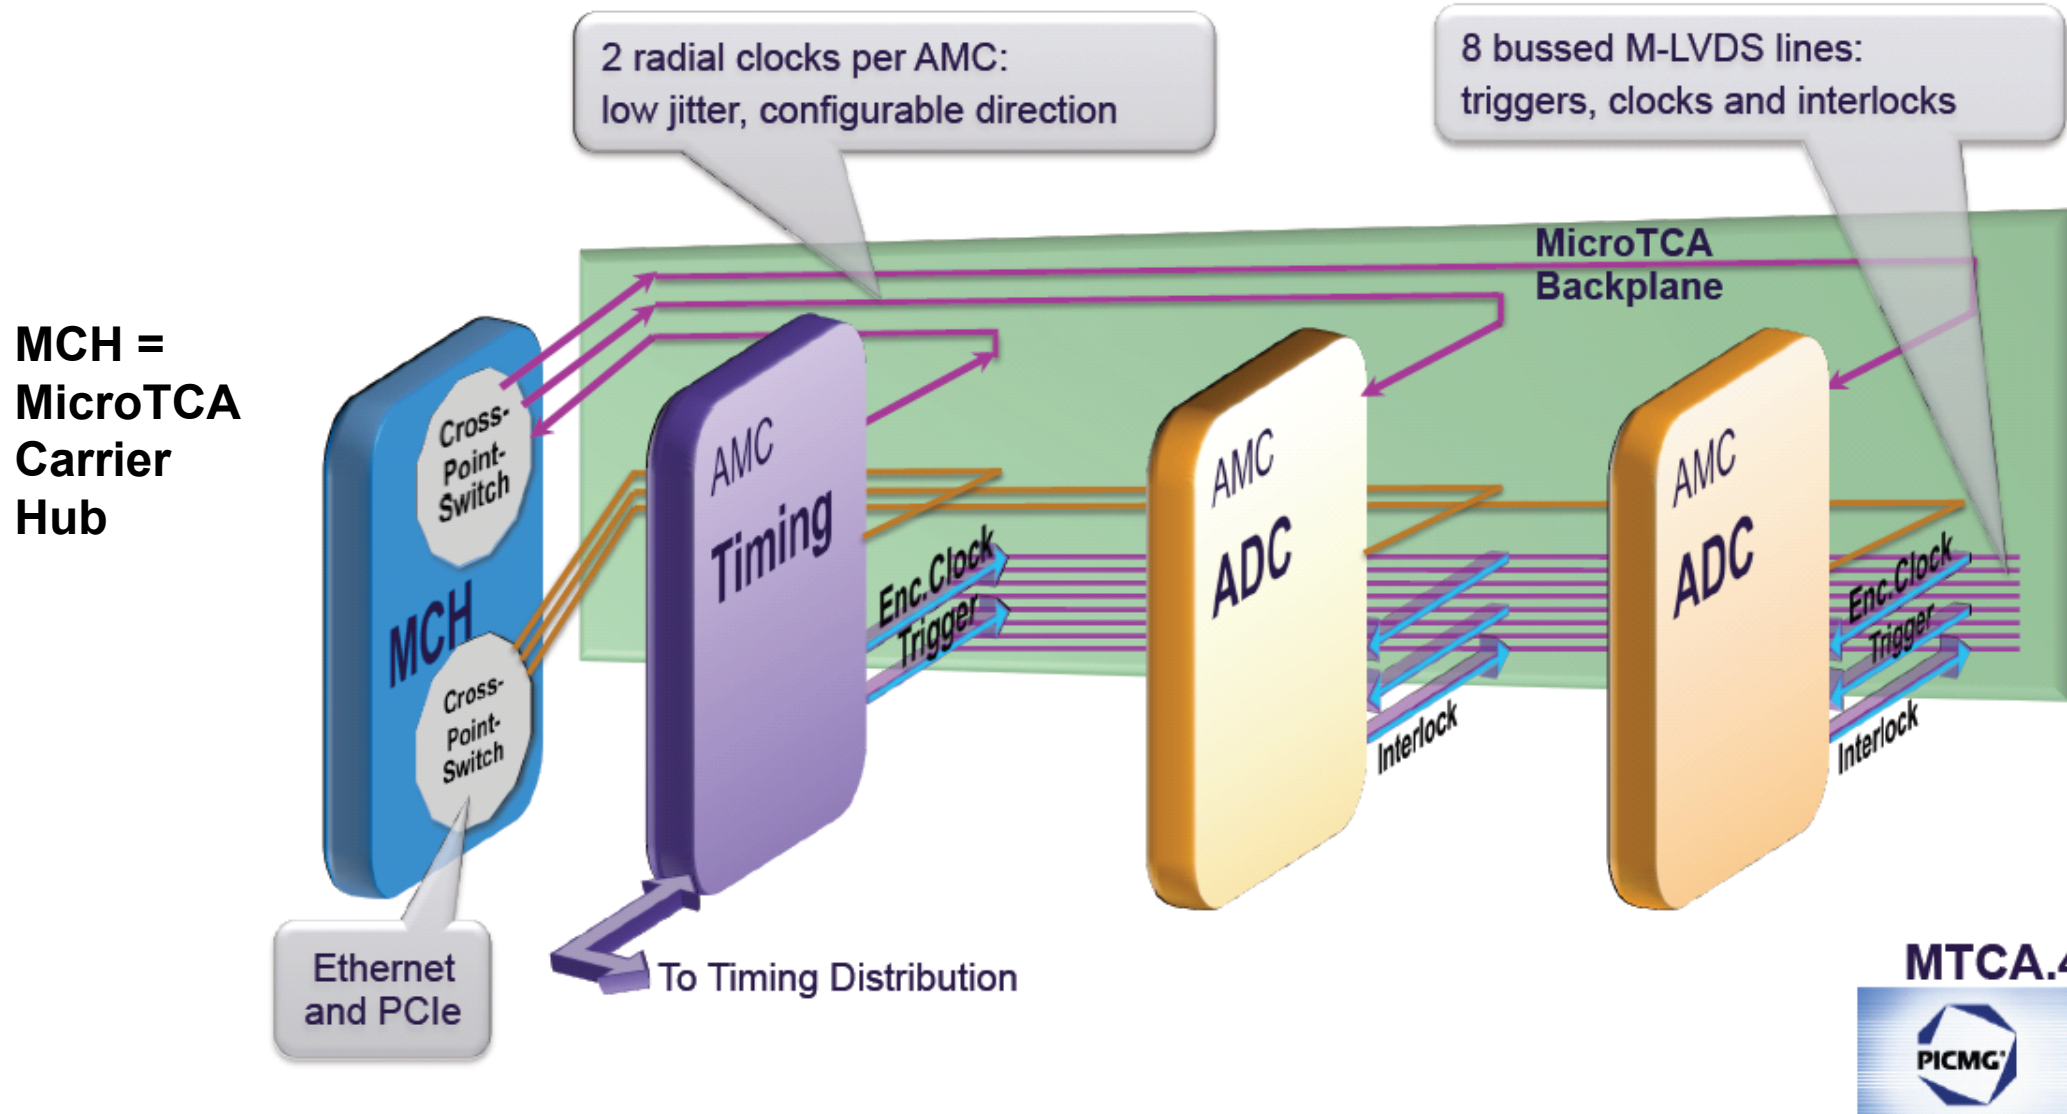 2 radial clocks per AMC:
low jitter, configurable direction
8 bussed M-LVDS lines:
triggers, clocks and interlocks
MicroTCA
Backplane
MCH =
MicroTCA
Carrier
Hub
Cross-
Point-
Switch
MCH
Cross-
Point-
Switch
AMC
Timing
Enc.Clock
Trigger
AMC
ADC
Interlock
AMC
ADC
Enc.Clock
Trigger
Interlock
Ethernet
and PCIe
To Timing Distribution
MTCA.4
PICMG